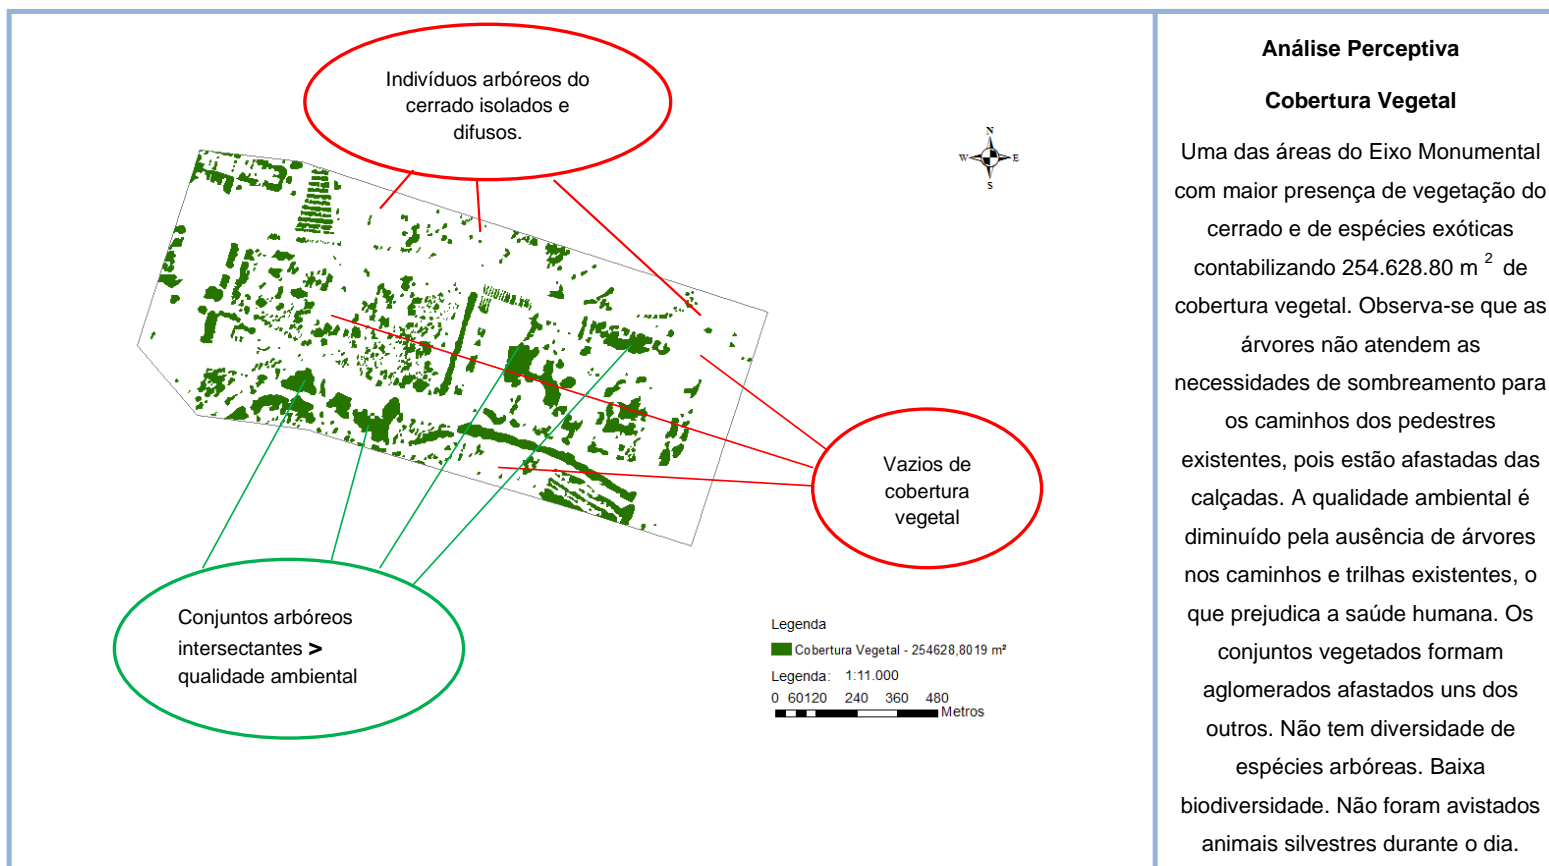 Indivíduos arbóreos do
cerrado isolados e
difusos.
N
W E
S
Vazios de
cobertura
vegetal
Conjuntos arbóreos
intersectantes >
qualidade ambiental
Legenda
Cobertura Vegetal - 254628,8019 m²
Legenda: 1:11.000
0 60120 240 360 480
Metros
Análise Perceptiva
Cobertura Vegetal
Uma das áreas do Eixo Monumental
com maior presença de vegetação do
cerrado e de espécies exóticas
contabilizando 254.628.80 m ² de
cobertura vegetal. Observa-se que as
árvores não atendem as
necessidades de sombreamento para
os caminhos dos pedestres
existentes, pois estão afastadas das
calçadas. A qualidade ambiental é
diminuído pela ausência de árvores
nos caminhos e trilhas existentes, o
que prejudica a saúde humana. Os
conjuntos vegetados formam
aglomerados afastados uns dos
outros. Não tem diversidade de
espécies arbóreas. Baixa
biodiversidade. Não foram avistados
animais silvestres durante o dia.